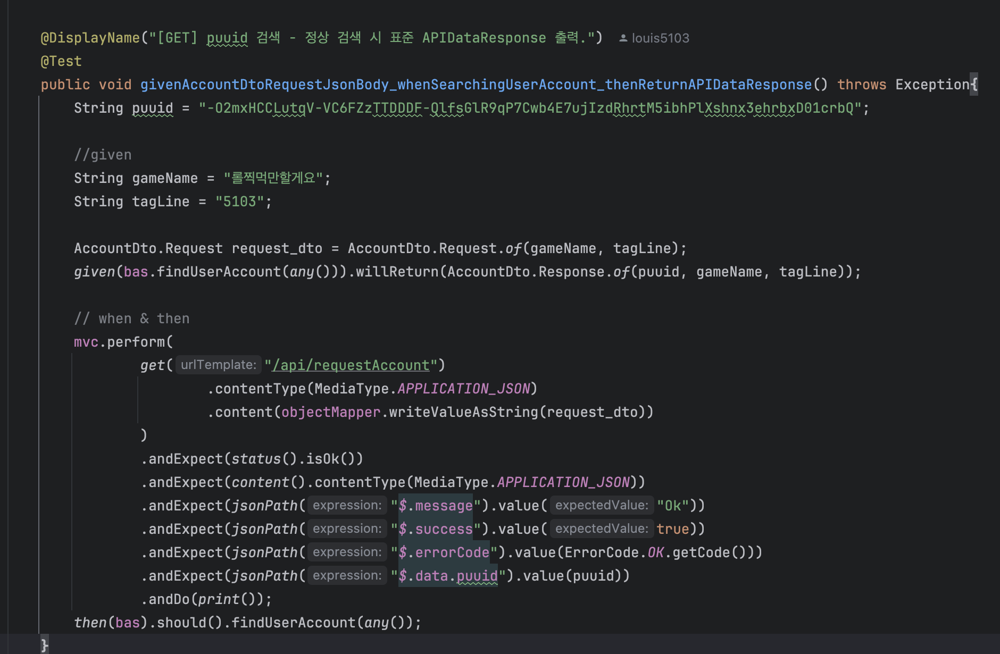 @DisplayName("[GET] puuid 검색 - 정상 검색 시 표준 APIDataResponse 출력.") louis5103
@Test
public void givenAccountDtoRequestJsonBody_whenSearchingUserAccount_thenReturnAPIDataResponse() throws Exception{
String puuid = "-O2mxHCCLutqV-VC6FZzTTDDDF-QlfsGlR9qP7Cwb4E7ujIzdRhrtM5ibhPlXshnx3ehrbxD01crbQ";
//given
String gameName = "롤찍먹만할게요";
String tagLine = "5103";
AccountDto.Request request_dto = AccountDto.Request.of(gameName, tagLine);
given(bas.findUserAccount(any())).willReturn(AccountDto.Response.of(puuid, gameName, tagLine));
// when & then
mvc.perform(
get( urlTemplate: "/api/requestAccount")
.contentType(MediaType.APPLICATION_JSON)
.content(objectMapper.writeValueAsString(request_dto))
)
.andExpect(status().isOk())
.andExpect(content().contentType(MediaType.APPLICATION_JSON))
.andExpect(jsonPath( expression: "$.message").value( expectedValue: "Ok"))
.andExpect(jsonPath( expression: "$.success").value( expectedValue: true))
.andExpect(jsonPath( expression: "$.errorCode").value(ErrorCode.OK.getCode()))
.andExpect(jsonPath( expression: "$.data.puuid").value(puuid))
.andDo(print());
then(bas).should().findUserAccount(any());
}